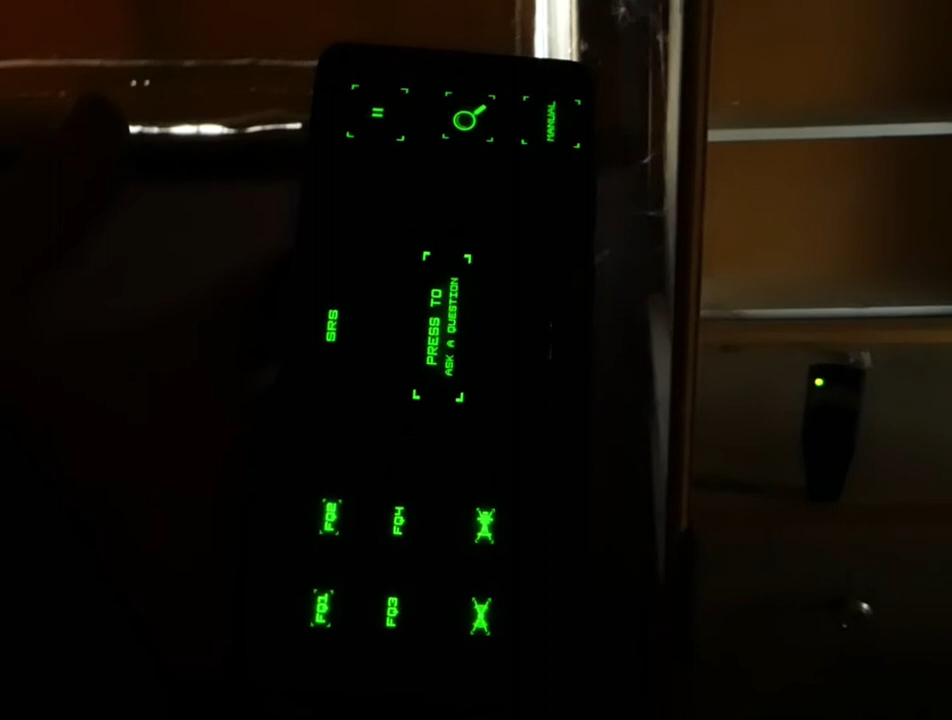 SRS
PRESS TO
ASK A QUESTION
MANUAL
FQ1
FQ2
FQ3
FQ4